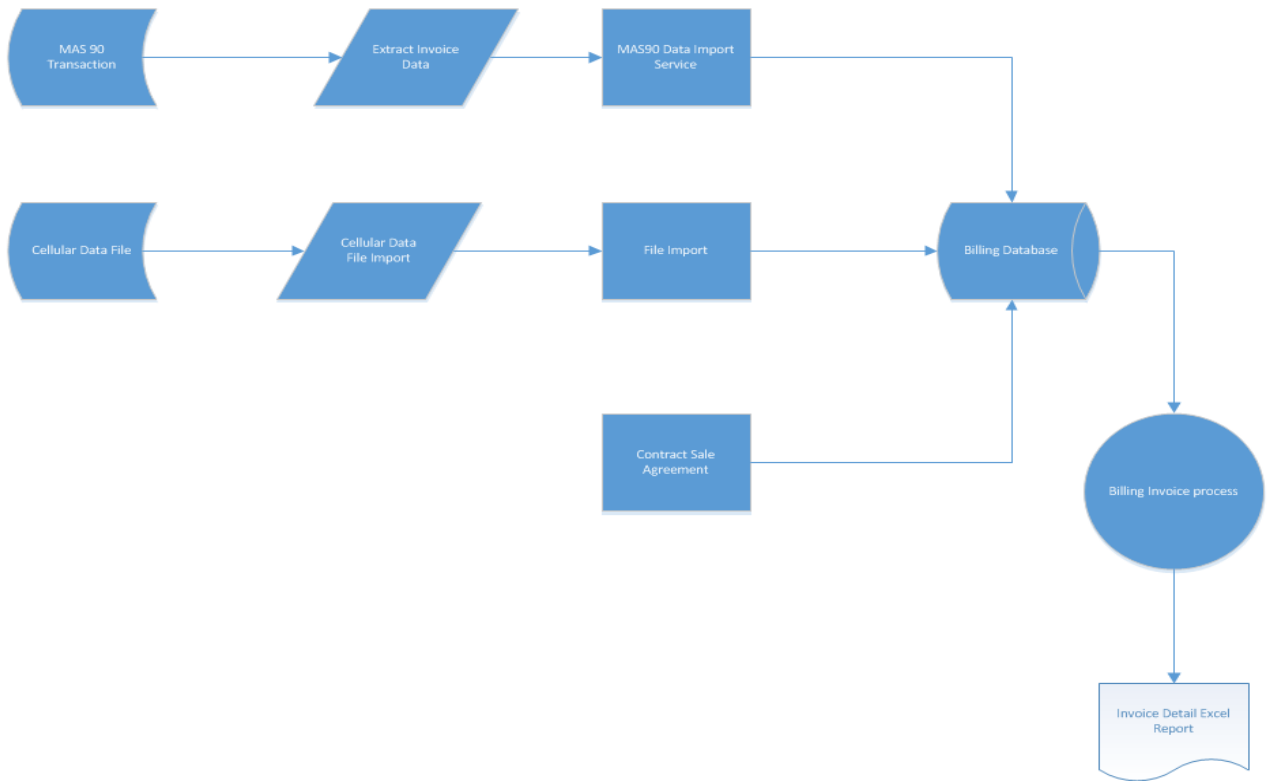 MAS 90
Transaction
Extract Invoice
Data
MAS90 Data Import
Service
Cellular Data File
Cellular Data
File Import
File Import
Billing Database
Contract Sale
Agreement
Billing Invoice process
Invoice Detail Excel
Report